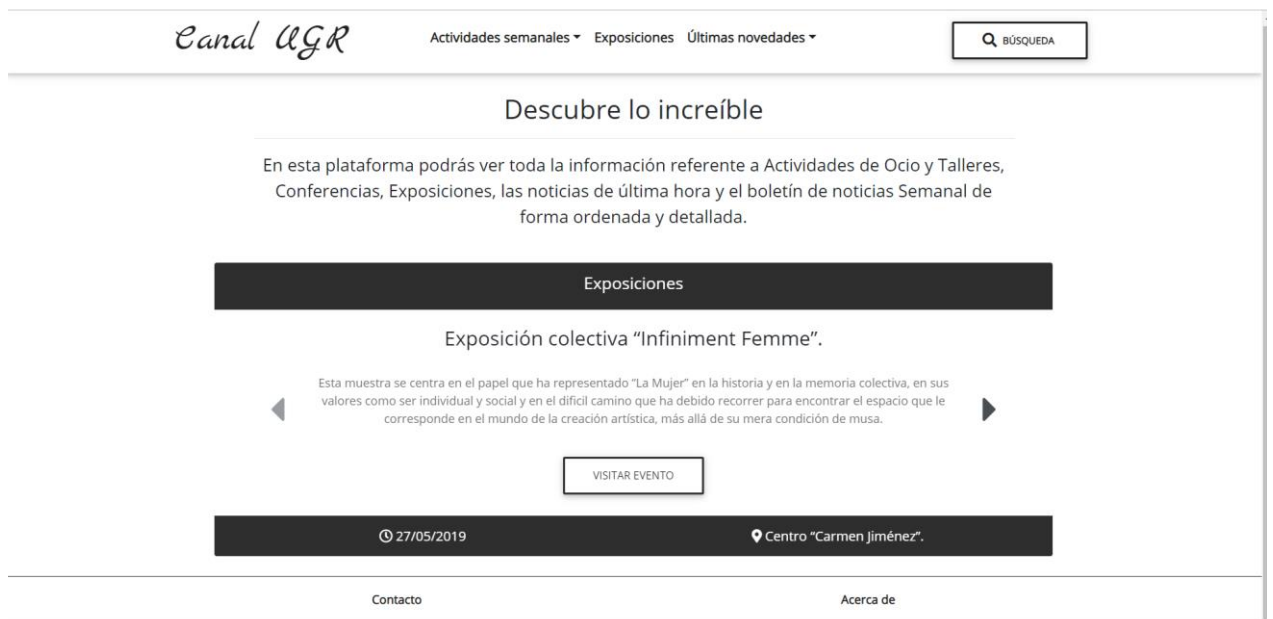 Canal UGR
Actividades semanales Exposiciones Últimas novedades
BÚSQUEDA
Descubre lo increíble
En esta plataforma podrás ver toda la información referente a Actividades de Ocio y Talleres,
Conferencias, Exposiciones, las noticias de última hora y el boletín de noticias Semanal de
forma ordenada y detallada.
Exposiciones
Exposición colectiva “Infiniment Femme”.
Esta muestra se centra en el papel que ha representado “La Mujer” en la historia y en la memoria colectiva, en sus
valores como ser individual y social y en el dificil camino que ha debido recorrer para encontrar el espacio que le
corresponde en el mundo de la creación artística, más allá de su mera condición de musa.
VISITAR EVENTO
27/05/2019
Centro “Carmen Jiménez”.
Contacto
Acerca de